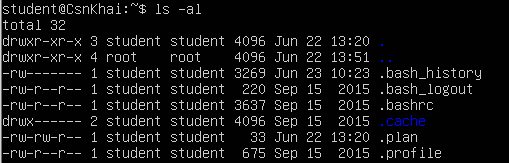 student@CsnKhai:~$ ls -al
total 32
drwxr-xr-x 3 student student 4096 Jun 22 13:20 .
drwxr-xr-x 4 root    root    4096 Jun 22 13:51 ..
-rw------- 1 student student 3269 Jun 23 10:23 .bash_history
-rw-r--r-- 1 student student  220 Sep 15  2015 .bash_logout
-rw-r--r-- 1 student student 3637 Sep 15  2015 .bashrc
drwx------ 2 student student 4096 Sep 15  2015 .cache
-rw-rw-r-- 1 student student   33 Jun 22 13:20 .plan
-rw-r--r-- 1 student student  675 Sep 15  2015 .profile